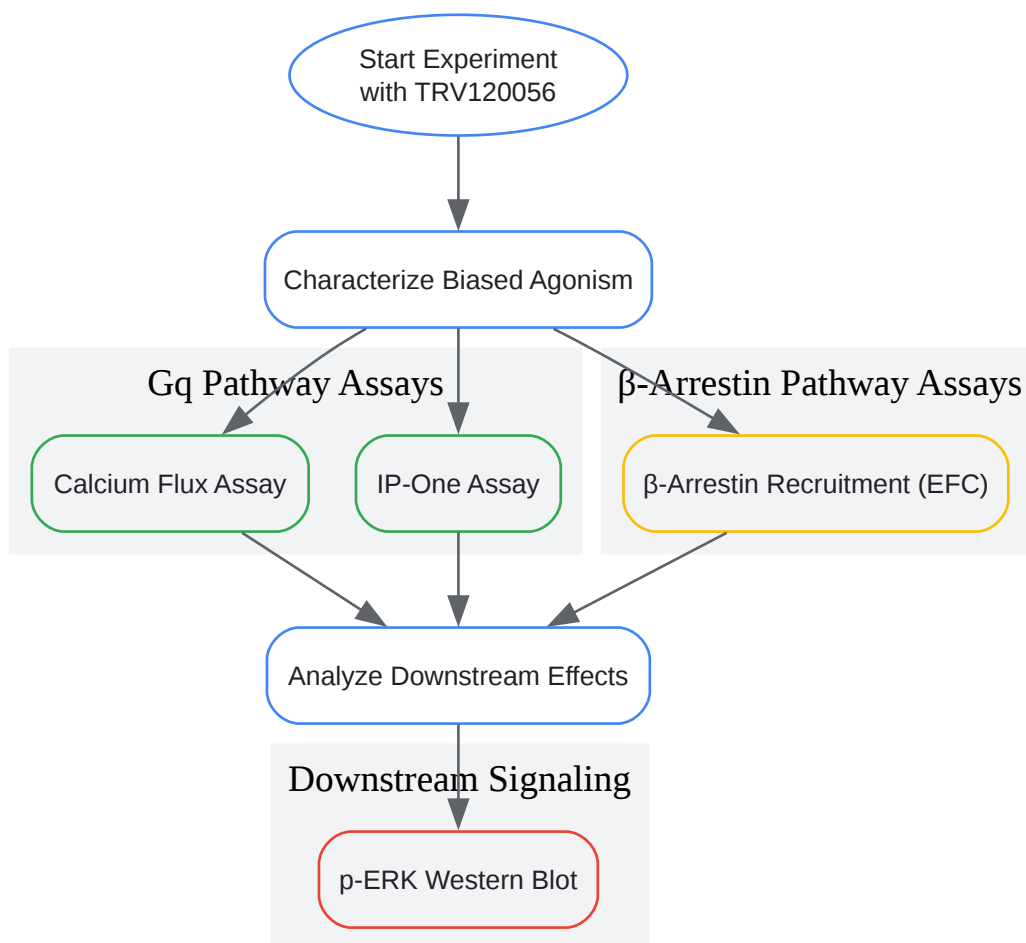 Start Experiment
with TRV120056
Characterize Biased Agonism
Gq Pathway Assays
β-Arrestin Pathway Assays
Calcium Flux Assay
IP-One Assay
β-Arrestin Recruitment (EFC)
Analyze Downstream Effects
Downstream Signaling
p-ERK Western Blot